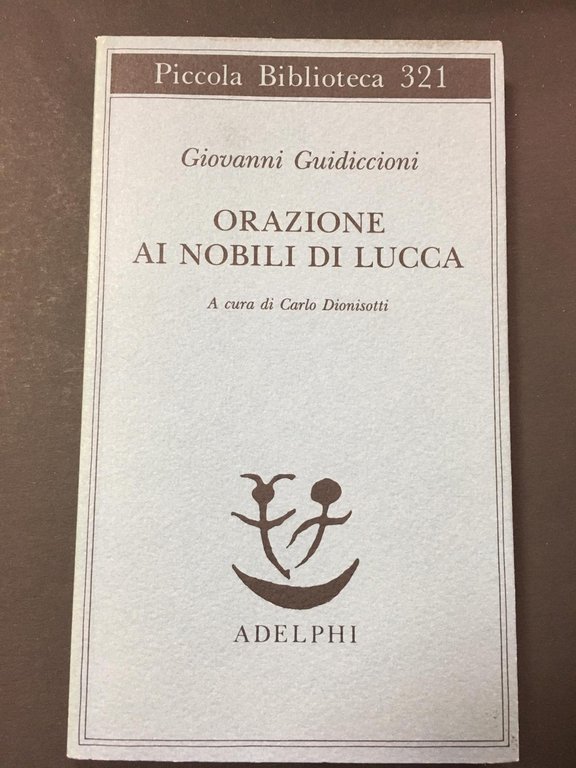 Piccola Biblioteca 321
Giovanni Guidiccioni
ORAZIONE
AI NOBILI DI LUCCA
A cura di Carlo Dionisotti
ADELPHI